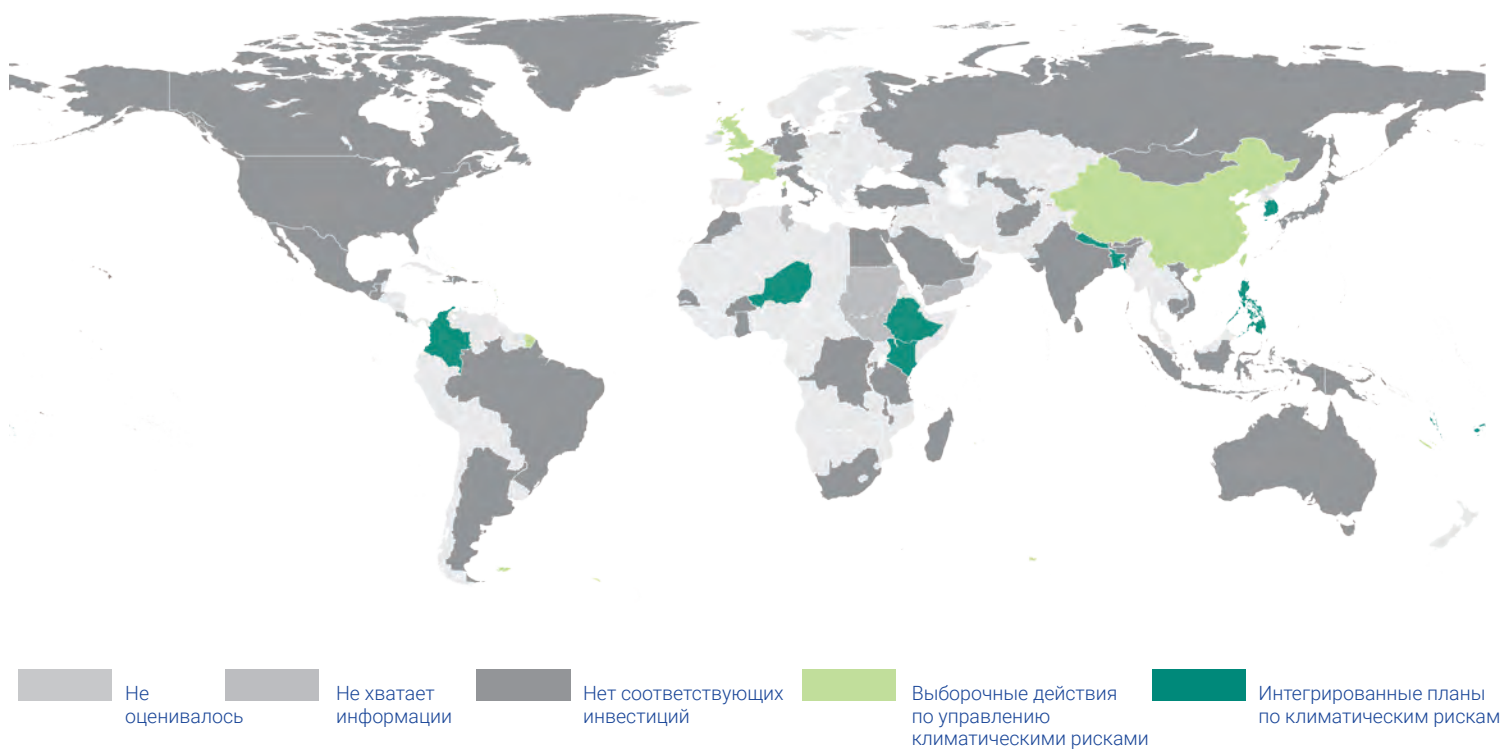 Не
оценивалось
Не хватает
информации
Нет соответствующих
инвестиций
Выборочные действия
по управлению
климатическими рисками
Интегрированные планы
по климатическим рискам